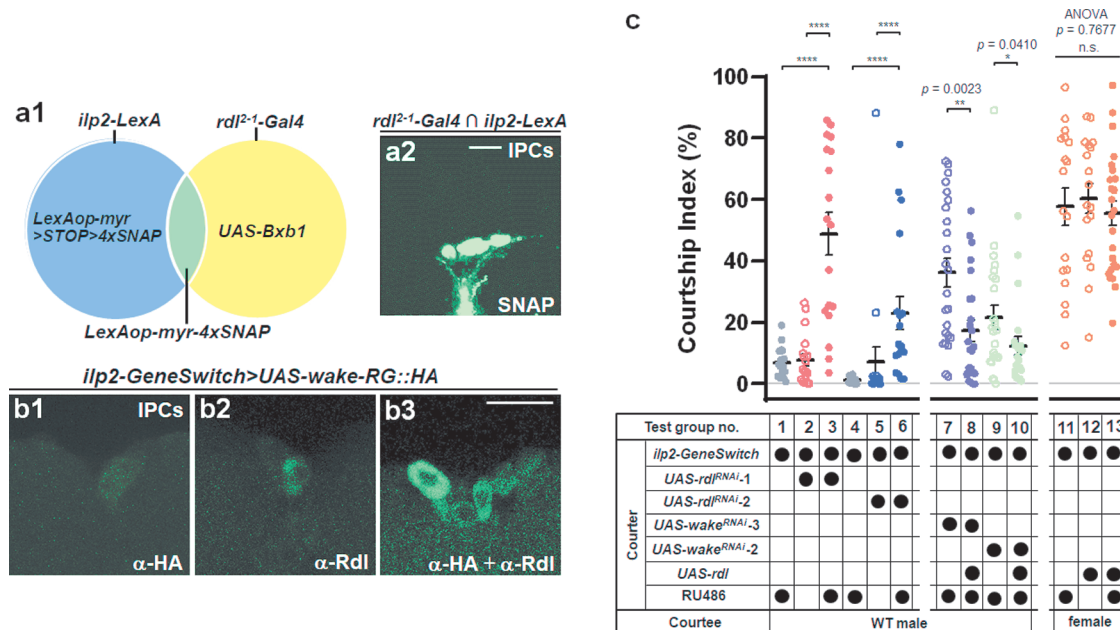 a1
ilp2-LexA
rdl2-1-Gal4
LexAop-myr
>STOP>4xSNAP
UAS-Bxb1
LexAop-myr-4xSNAP
rdl2-1-Gal4 ∩ ilp2-LexA
a2
IPCs
SNAP
ilp2-GeneSwitch>UAS-wake-RG::HA
b1
IPCs
b2
b3
α-HA
α-Rdl
α-HA + α-Rdl
C
****
****
****
****
p = 0.0023
**
p = 0.0410
*
ANOVA
p = 0.7677
n.s.
Courtship Index (%)
100
80
60
40
20
0
Test group no. 1 2 3 4 5 6 7 8 9 10 11 12 13
Courter
ilp2-GeneSwitch
UAS-rdlRNAi-1
UAS-rdlRNAi-2
UAS-wakeRNAi-3
UAS-wakeRNAi-2
UAS-rdl
RU486
Courtee WT male female